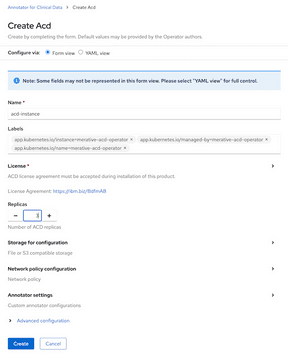 Annotator for Clinical Data > Create Acd
Create Acd
Create by completing the form. Default values may be provided by the Operator authors.
Configure via: Form view YAML view
Note: Some fields may not be represented in this form view. Please select "YAML view" for full control.
Name *
acd-instance
Labels
app.kubernetes.io/instance=merative-acd-operator × app.kubernetes.io/managed-by=merative-acd-operator ×
app.kubernetes.io/name=merative-acd-operator ×
License *
ACD license agreement must be accepted during installation of this product.
License Agreement:
Replicas
− 3 +
Number of ACD replicas
Storage for configuration
File or S3 compatible storage
Network policy configuration
Network policy
Annotator settings
Custom annotator configurations
> Advanced configuration
Create Cancel